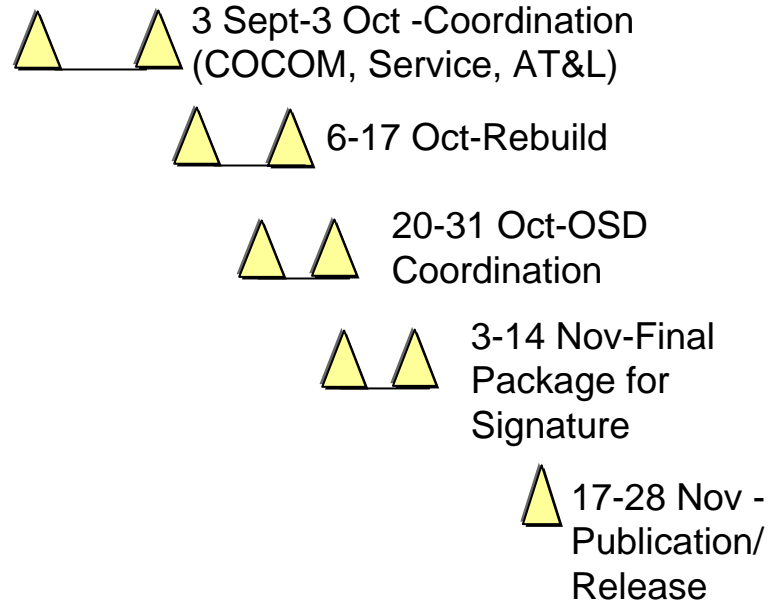 3 Sept-3 Oct -Coordination
(COCOM, Service, AT&L)
6-17 Oct-Rebuild
20-31 Oct-OSD
Coordination
3-14 Nov-Final
Package for
Signature
17-28 Nov -
Publication/
Release